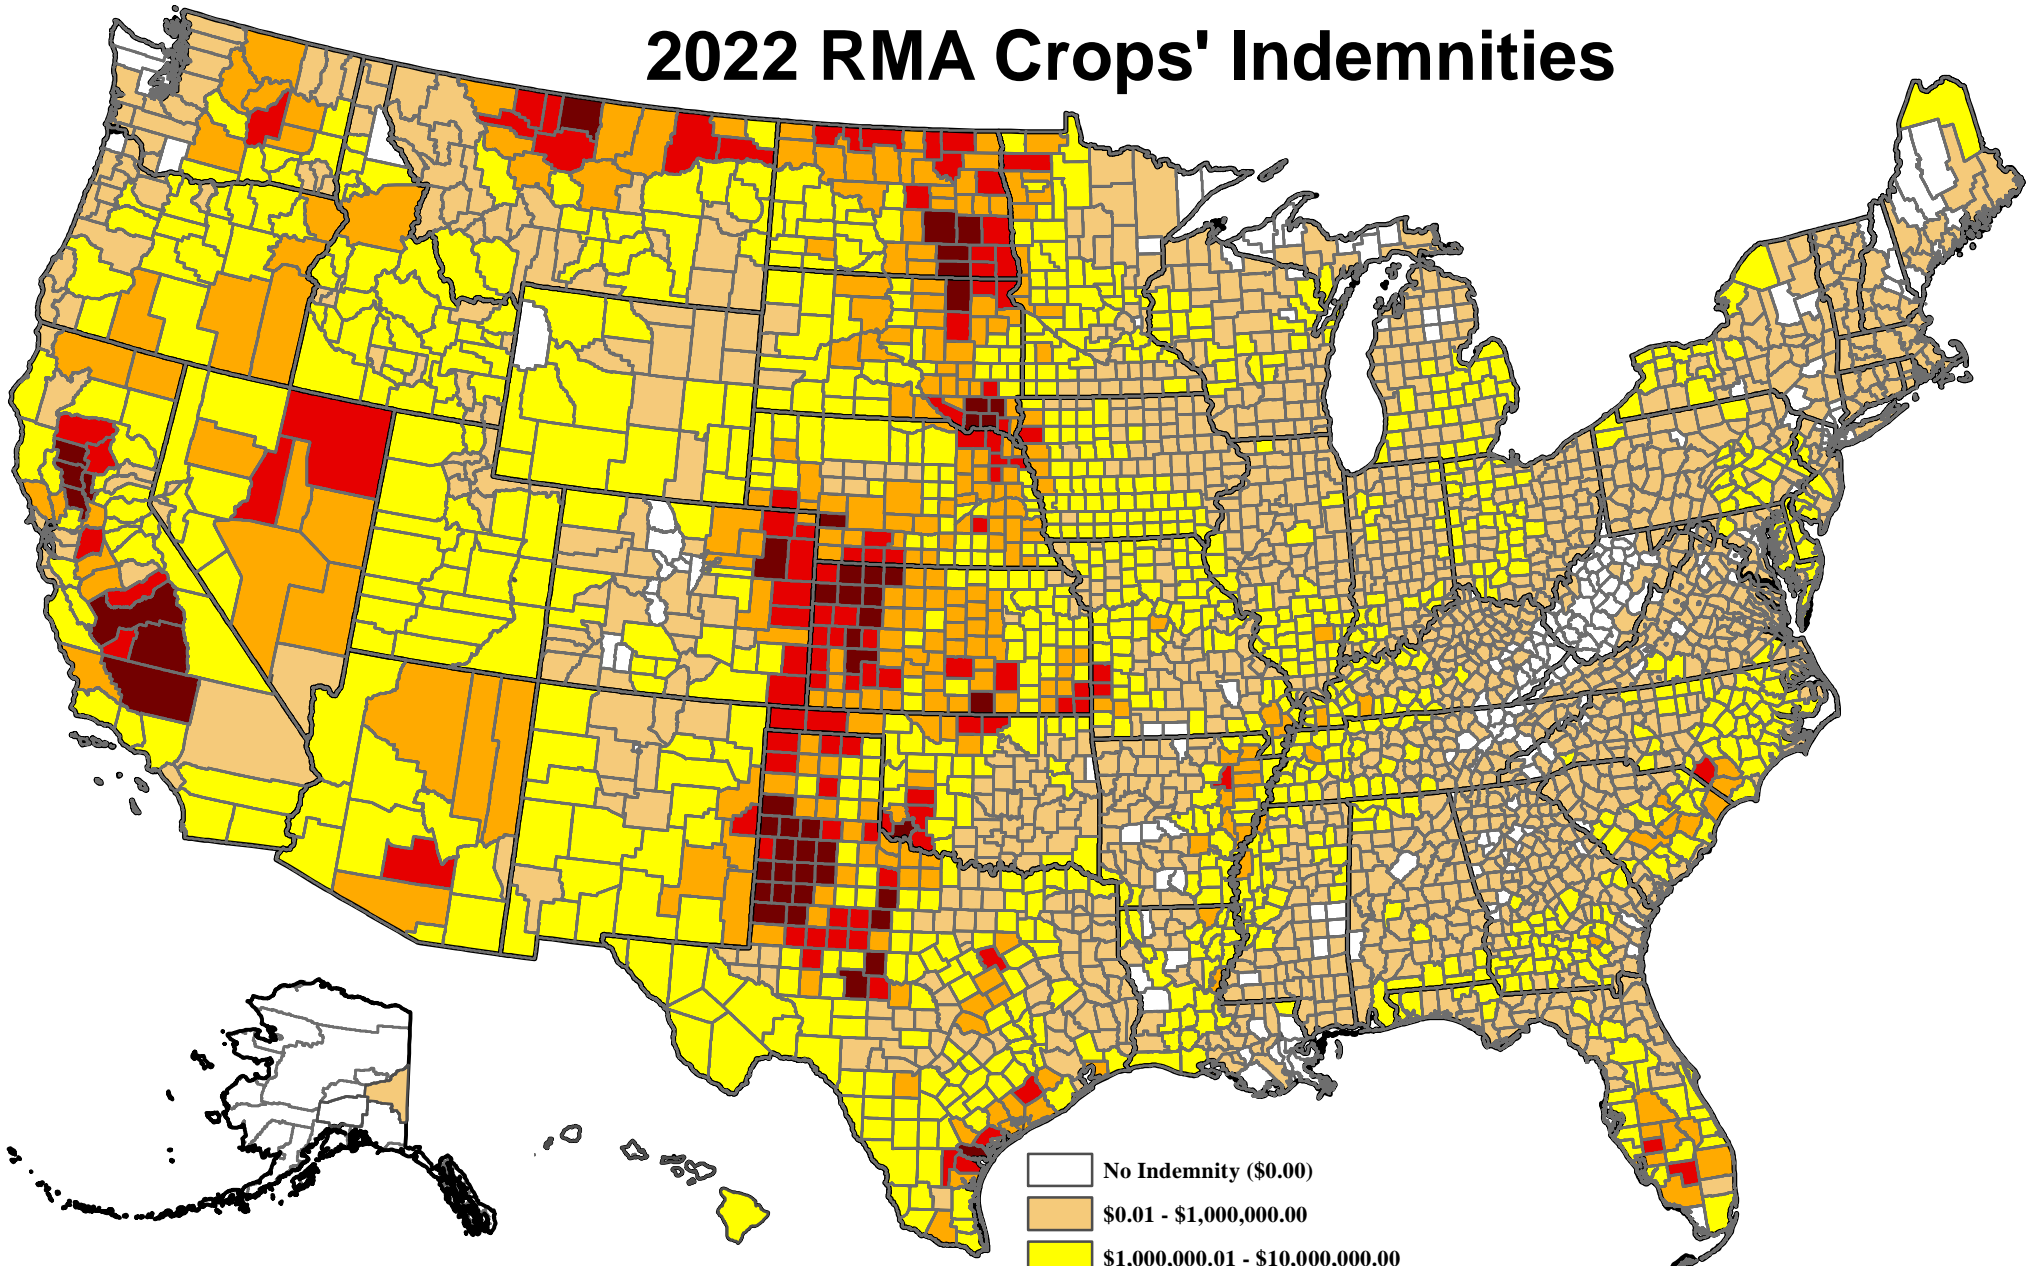 2022 RMA Crops' Indemnities
No Indemnity ($0.00)
$0.01 - $1,000,000.00
$1,000,000.01 - $10,000,000.00